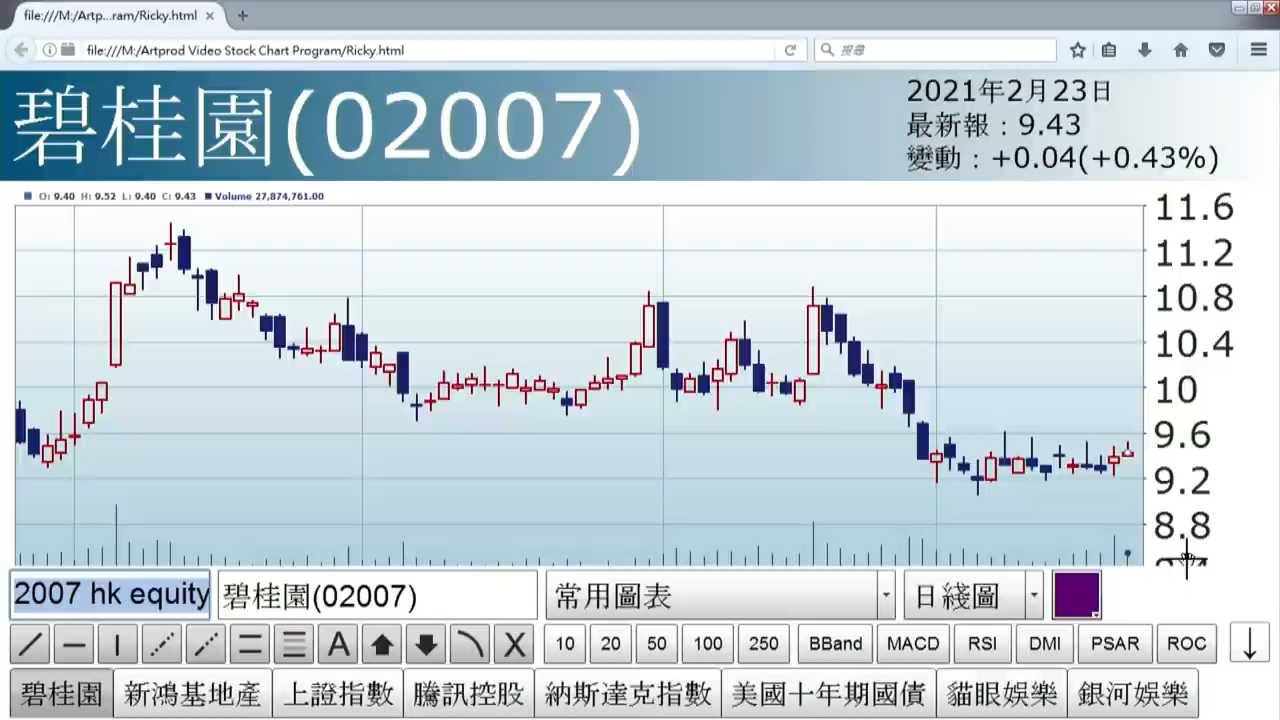 file:///M:/Artp...ram/Ricky.html
file:///M:/Artprod Video Stock Chart Program/Ricky.html
搜尋
碧桂園(02007)
2021年2月23日
最新報：9.43
變動：+0.04(+0.43%)
O: 9.40 H: 9.52 L: 9.40 C: 9.43 Volume 27,874,761.00
11.6
11.2
10.8
10.4
10
9.6
9.2
8.8
2007 hk equity 碧桂園(02007) 常用圖表 日綫圖
A X 10 20 50 100 250 BBand MACD RSI DMI PSAR ROC
碧桂園 新鴻基地產 上證指數 騰訊控股 納斯達克指數 美國十年期國債 貓眼娛樂 銀河娛樂